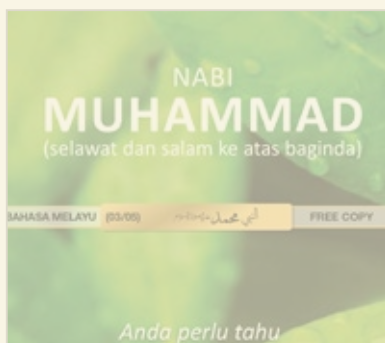 NABI
MUHAMMAD
(selawat dan salam ke atas baginda)
BAHASA MELAYU (03/05) FREE COPY
Anda perlu tahu